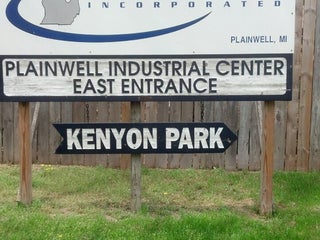 INCORPORATED
PLAINWELL, MI
PLAINWELL INDUSTRIAL CENTER
EAST ENTRANCE
KENYON PARK